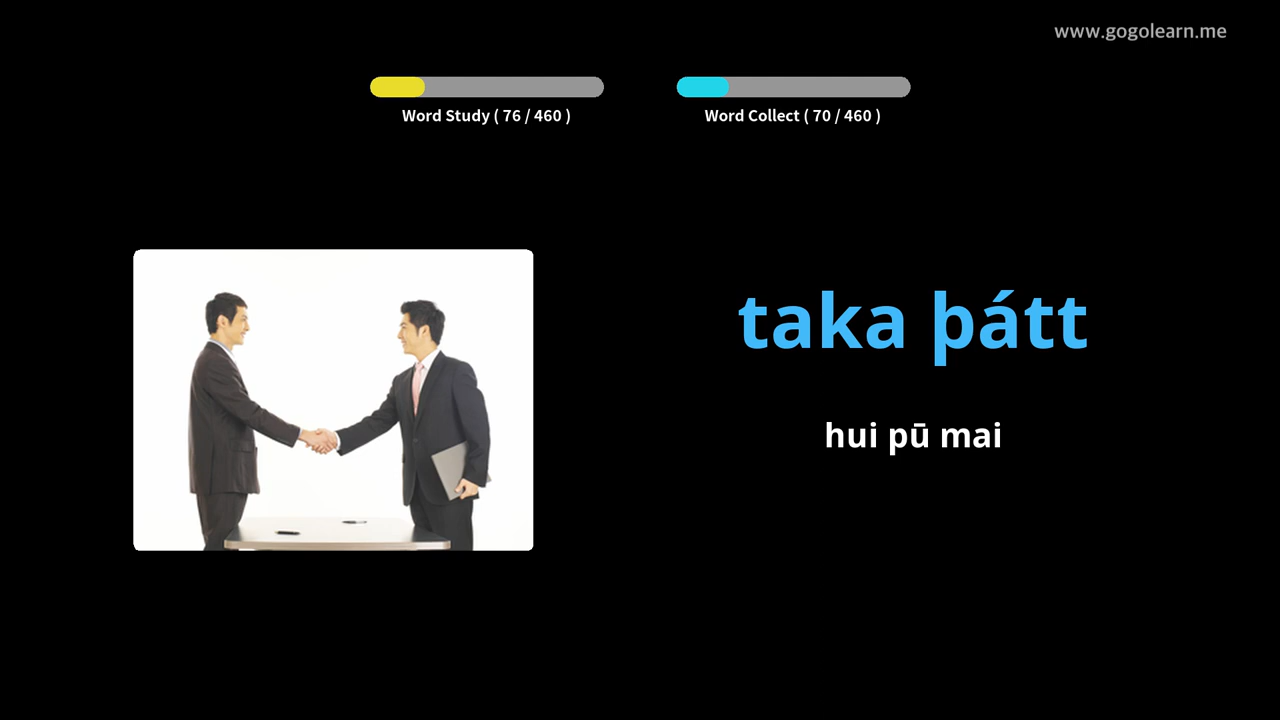 www.gogolearn.me
Word Study ( 76 / 460 )
Word Collect ( 70 / 460 )
taka þátt
hui pū mai